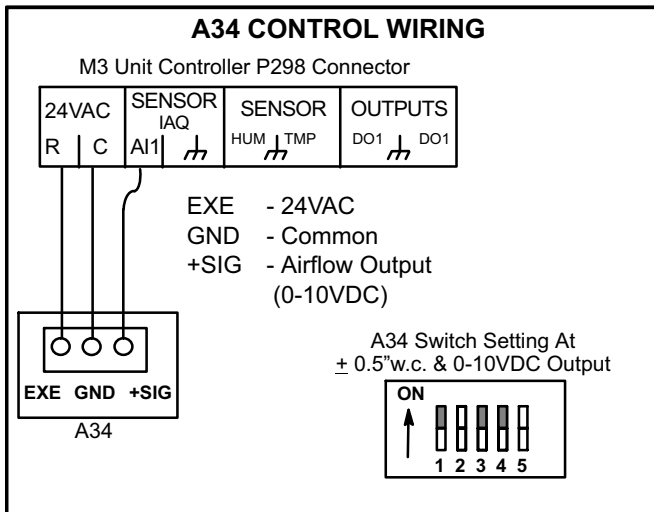 A34 CONTROL WIRING
M3 Unit Controller P298 Connector
24VAC
R C
SENSOR
IAQ
AI1
SENSOR
HUM TMP
OUTPUTS
DO1 DO1
EXE - 24VAC
GND - Common
+SIG - Airflow Output
(0-10VDC)
EXE GND +SIG
A34
A34 Switch Setting At
± 0.5"w.c. & 0-10VDC Output
ON
1 2 3 4 5